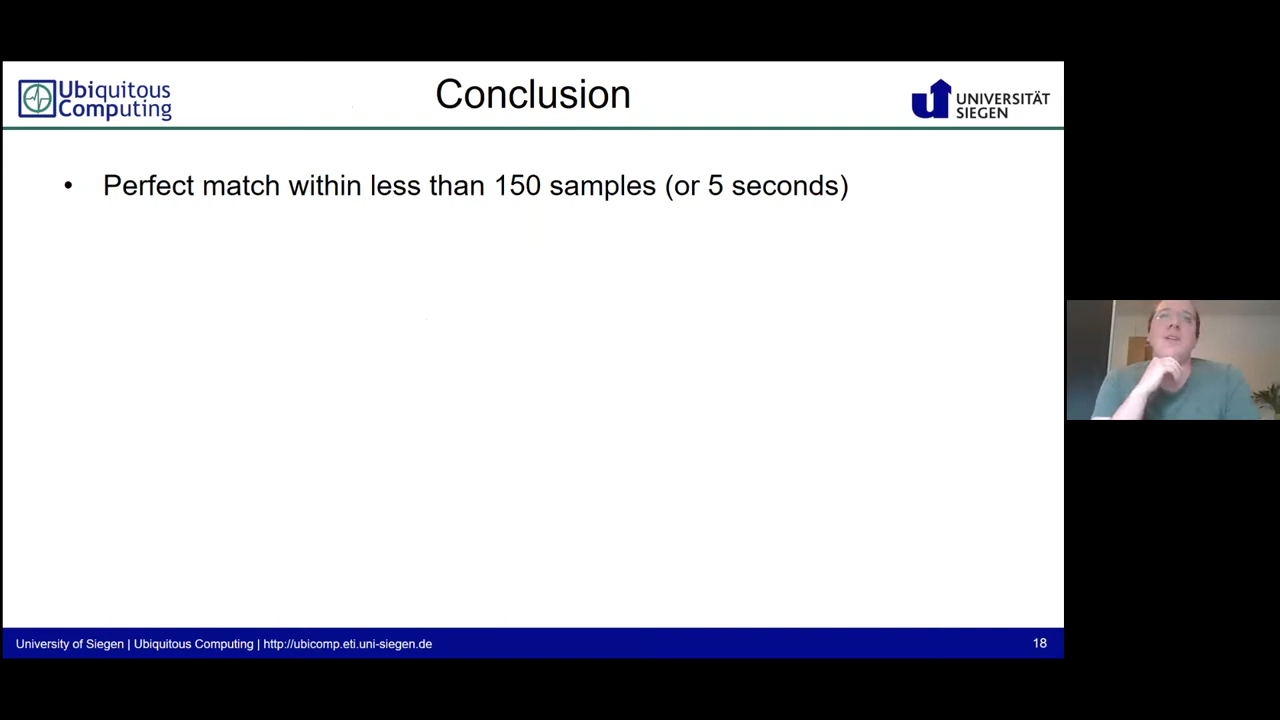 Ubiquitous
Computing
Conclusion
UNIVERSITÄT
SIEGEN
• Perfect match within less than 150 samples (or 5 seconds)
University of Siegen | Ubiquitous Computing | http://ubicomp.eti.uni-siegen.de
18